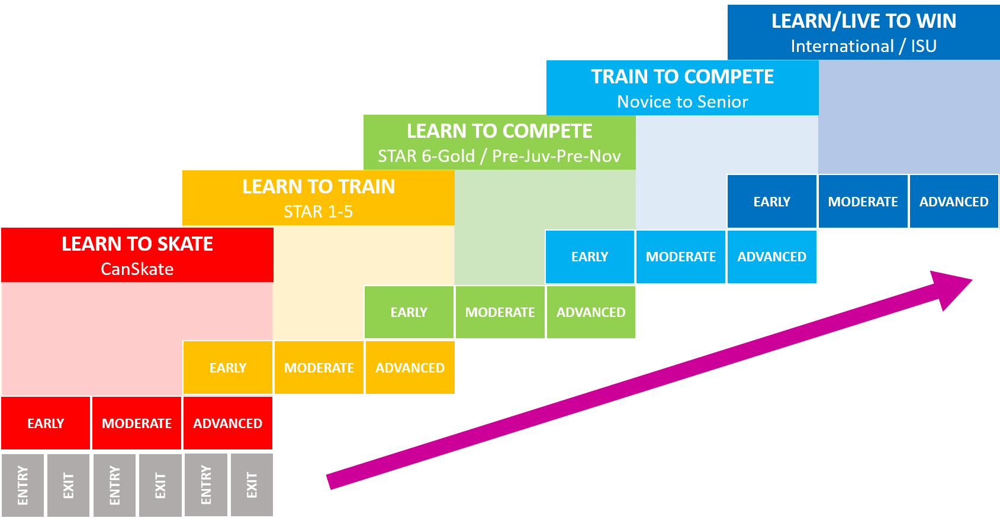 LEARN/LIVE TO WIN
International / ISU
TRAIN TO COMPETE
Novice to Senior
LEARN TO COMPETE
STAR 6-Gold / Pre-Juv-Pre-Nov
LEARN TO TRAIN
STAR 1-5
LEARN TO SKATE
CanSkate
EARLY MODERATE ADVANCED
EARLY MODERATE ADVANCED
EARLY MODERATE ADVANCED
EARLY MODERATE ADVANCED
EARLY MODERATE ADVANCED
ENTRY EXIT ENTRY EXIT ENTRY EXIT